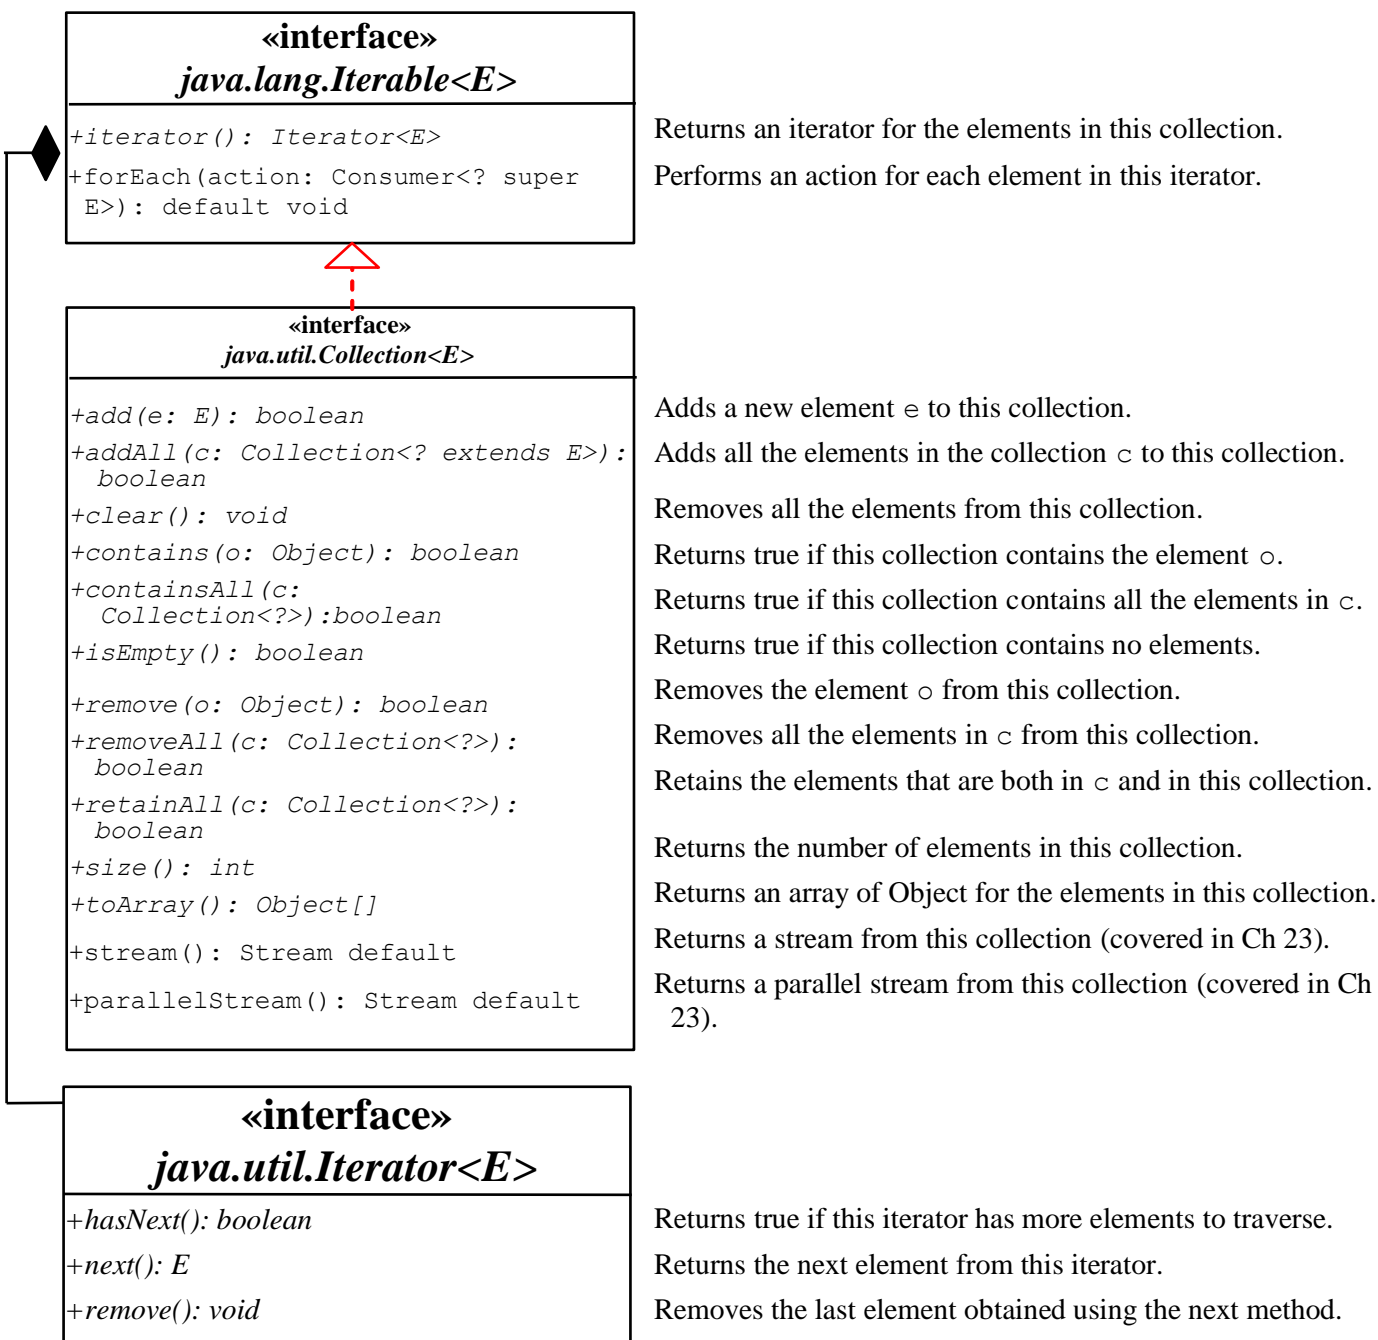 «interface»
java.lang.Iterable<E>
+iterator(): Iterator<E>
Returns an iterator for the elements in this collection.
+forEach(action: Consumer<? super
E>): default void
Performs an action for each element in this iterator.
«interface»
java.util.Collection<E>
+add(e: E): boolean
Adds a new element e to this collection.
+addAll(c: Collection<? extends E>):
boolean
Adds all the elements in the collection c to this collection.
+clear(): void
Removes all the elements from this collection.
+contains(o: Object): boolean
Returns true if this collection contains the element o.
+containsAll(c:
Collection<?>):boolean
Returns true if this collection contains all the elements in c.
+isEmpty(): boolean
Returns true if this collection contains no elements.
+remove(o: Object): boolean
Removes the element o from this collection.
+removeAll(c: Collection<?>):
boolean
Removes all the elements in c from this collection.
+retainAll(c: Collection<?>):
boolean
Retains the elements that are both in c and in this collection.
+size(): int
Returns the number of elements in this collection.
+toArray(): Object[]
Returns an array of Object for the elements in this collection.
+stream(): Stream default
Returns a stream from this collection (covered in Ch 23).
+parallelStream(): Stream default
Returns a parallel stream from this collection (covered in Ch
23).
«interface»
java.util.Iterator<E>
+hasNext(): boolean
Returns true if this iterator has more elements to traverse.
+next(): E
Returns the next element from this iterator.
+remove(): void
Removes the last element obtained using the next method.